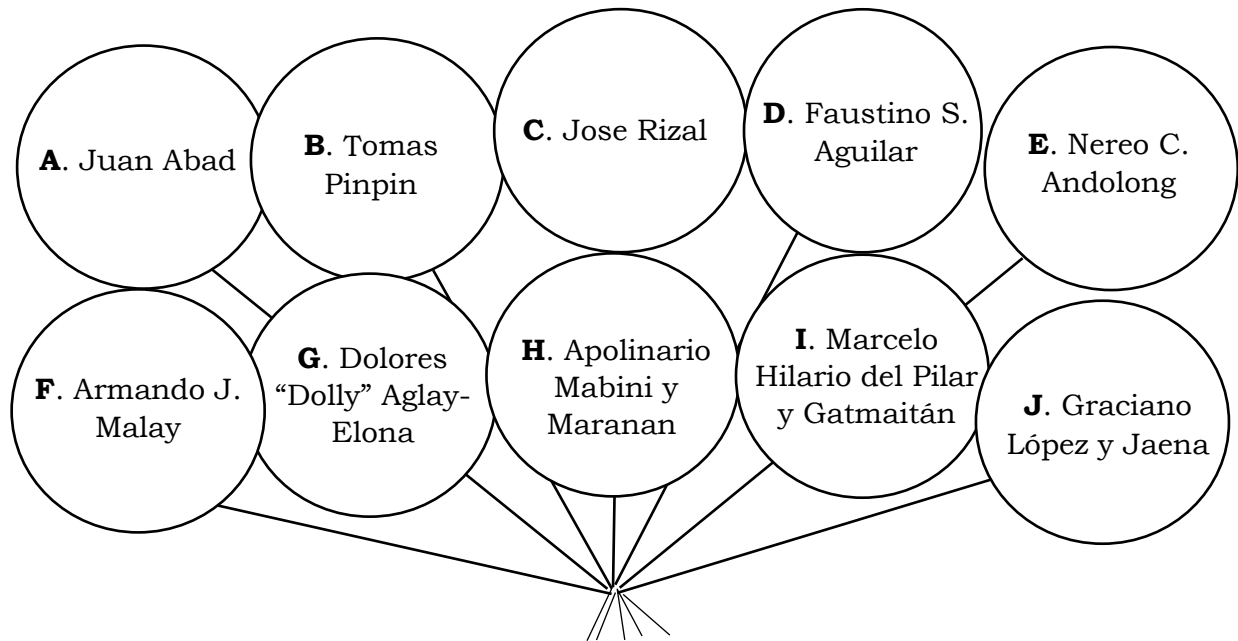 A. Juan Abad
B. Tomas
Pinpin
C. Jose Rizal
D. Faustino S.
Aguilar
E. Nereo C.
Andolong
F. Armando J.
Malay
G. Dolores
“Dolly” Aglay-
Elona
H. Apolinario
Mabini y
Maranan
I. Marcelo
Hilario del Pilar
y Gatmaitán
J. Graciano
López y Jaena